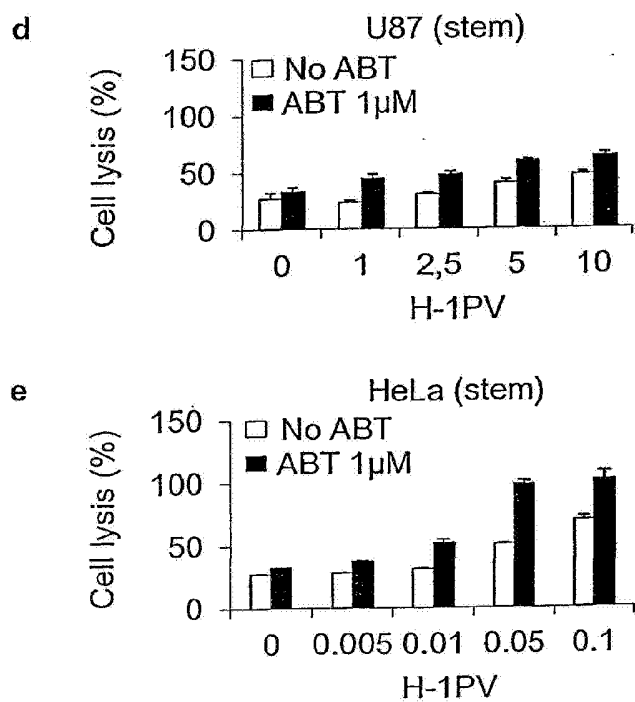 d
U87 (stem)
150
100
50
0
Cell lysis (%)
No ABT
ABT 1µM
0 1 2,5 5 10
H-1PV
e
HeLa (stem)
150
100
50
0
Cell lysis (%)
No ABT
ABT 1µM
0 0.005 0.01 0.05 0.1
H-1PV